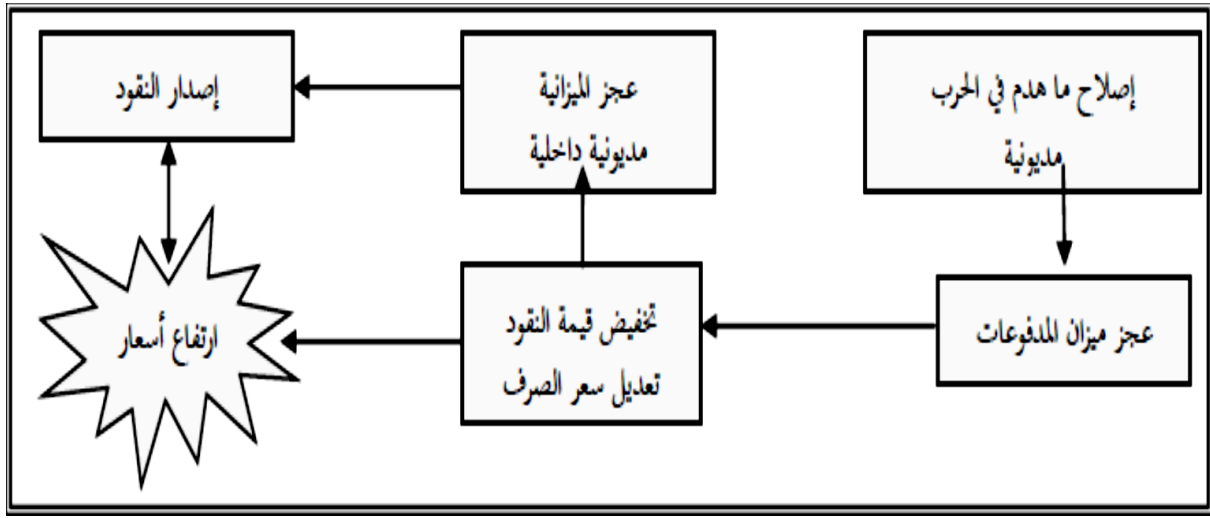 إصلاح ما هدم في الحرب
مديونية
عجز الميزانية
مديونية داخلية
إصدار النقود
عجز ميزان المدفوعات
تخفيض قيمة النقود
تعديل سعر الصرف
ارتفاع أسعار